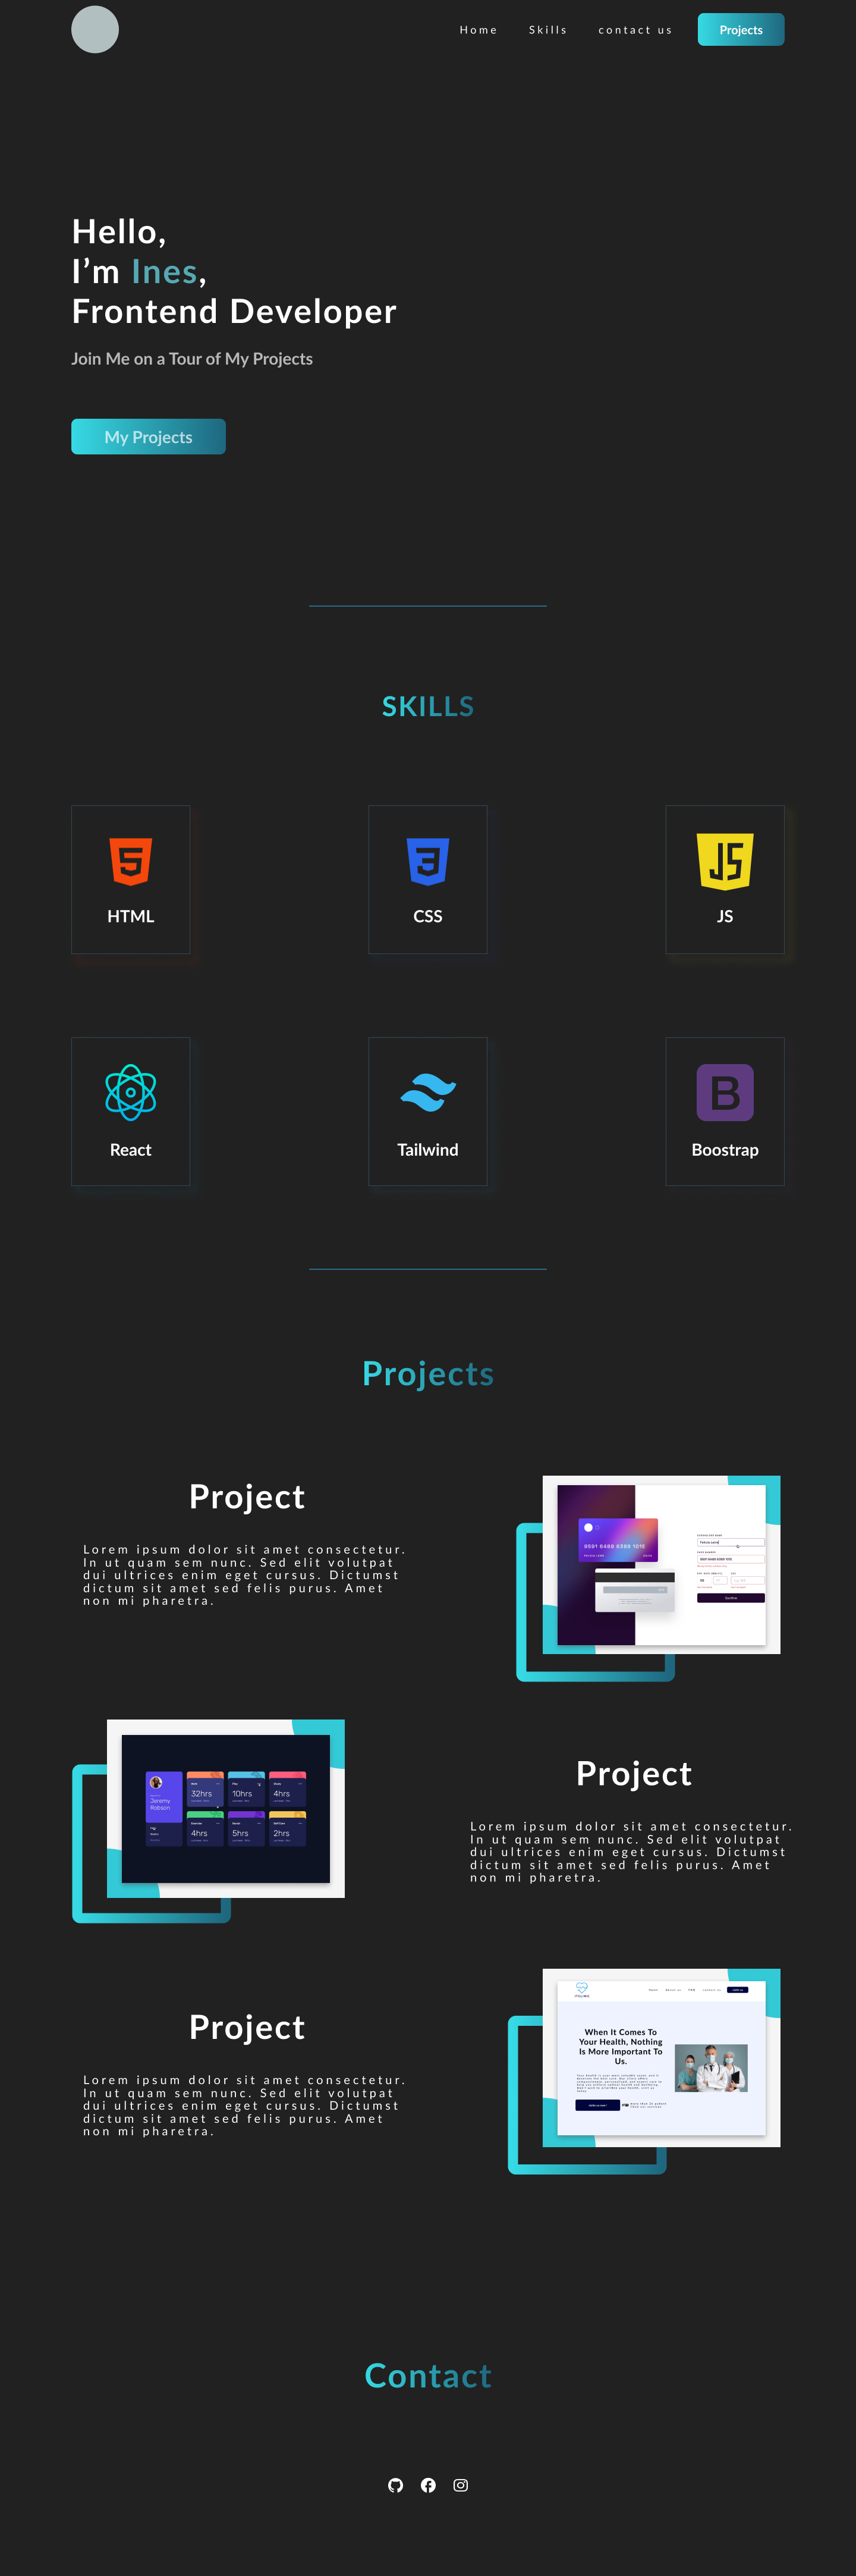 Home Skills contact us Projects
Hello,
I'm Ines,
Frontend Developer
Join Me on a Tour of My Projects
My Projects
SKILLS
HTML CSS JS
React Tailwind Boostrap
Projects
Project
Lorem ipsum dolor sit amet consectetur.
In ut quam sem nunc. Sed elit volutpat
dui ultrices enim eget cursus. Dictumst
dictum sit amet sed felis purus. Amet
non mi pharetra.
Jeremy
Robson
32hrs 10hrs 4hrs
4hrs 5hrs 2hrs
Project
Lorem ipsum dolor sit amet consectetur.
In ut quam sem nunc. Sed elit volutpat
dui ultrices enim eget cursus. Dictumst
dictum sit amet sed felis purus. Amet
non mi pharetra.
Project
Lorem ipsum dolor sit amet consectetur.
In ut quam sem nunc. Sed elit volutpat
dui ultrices enim eget cursus. Dictumst
dictum sit amet sed felis purus. Amet
non mi pharetra.
When It Comes To
Your Health, Nothing
Is More Important To
Us.
Contact